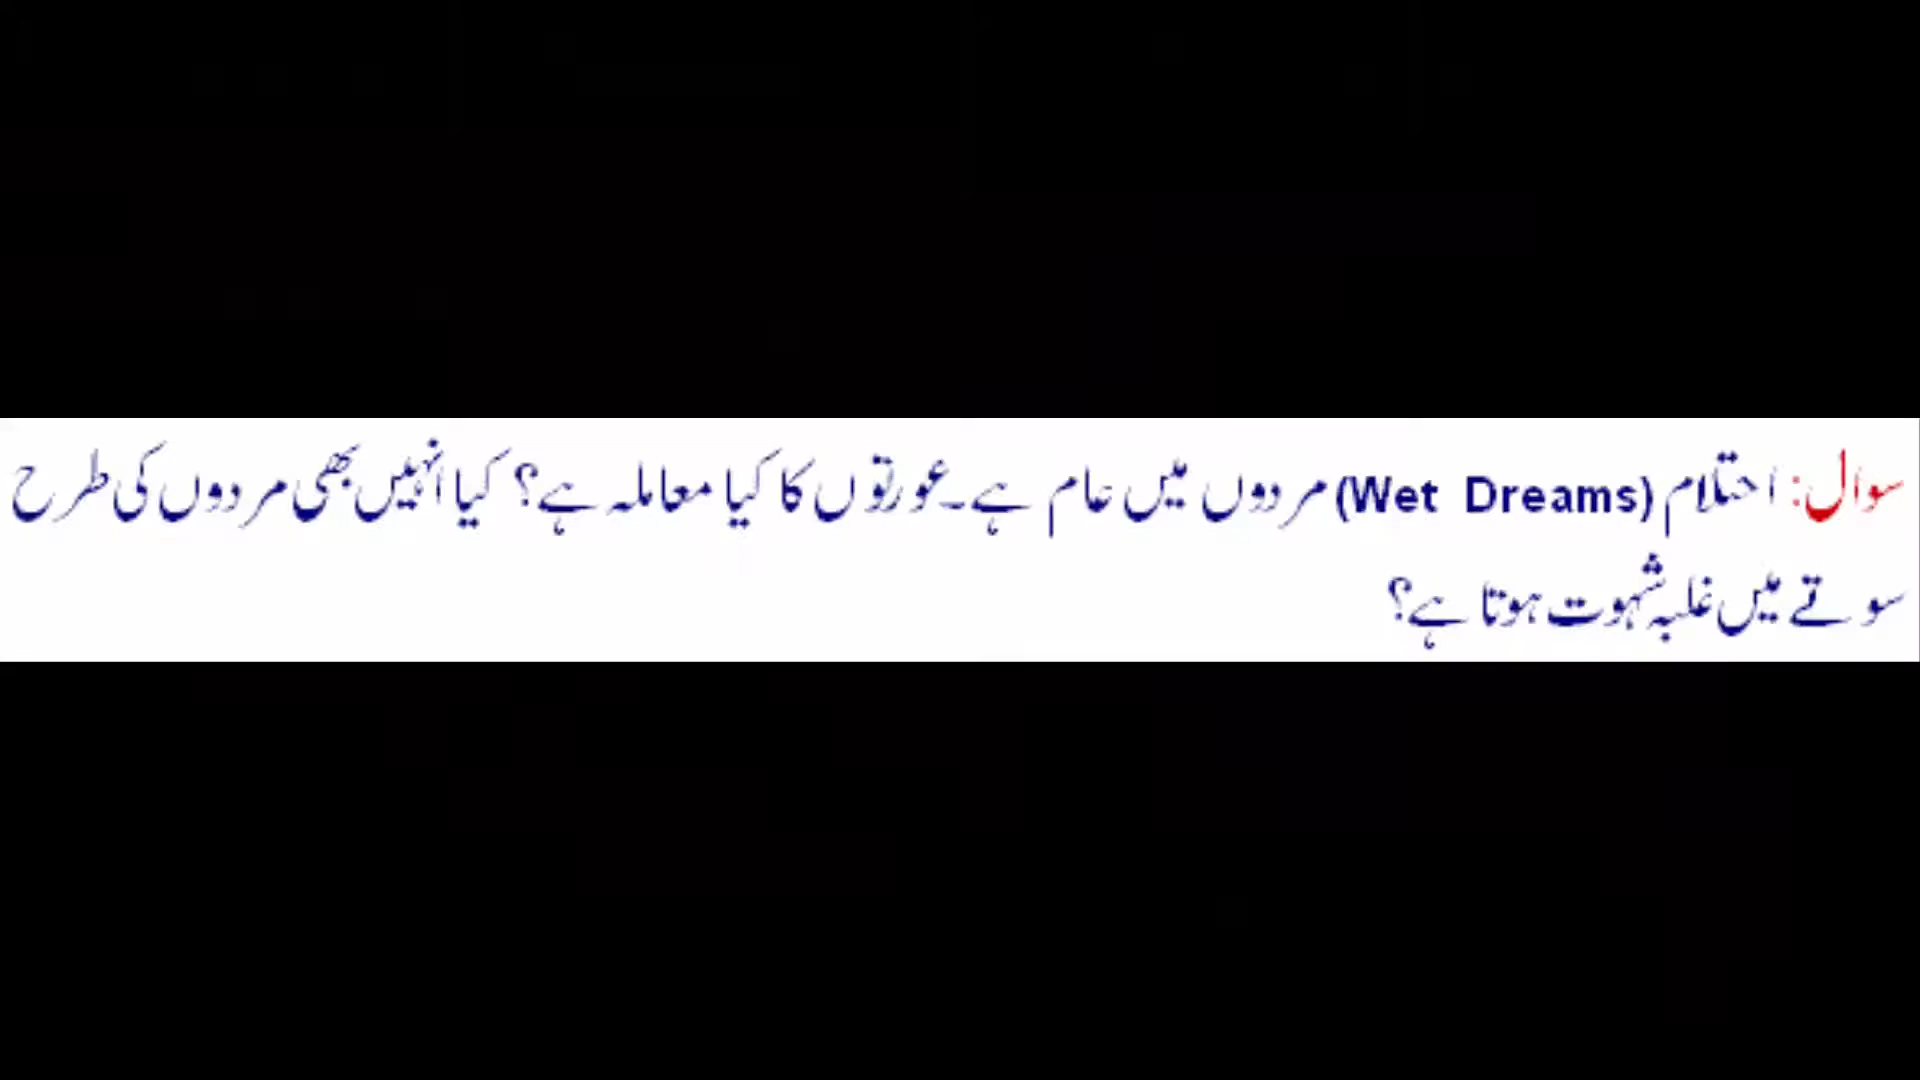 سوال: احتلام (Wet Dreams) مردوں میں عام ہے۔عورتوں کا کیا معاملہ ہے؟ کیا انہیں بھی مردوں کی طرح
سوتے میں غلبہ شہوت ہوتا ہے؟